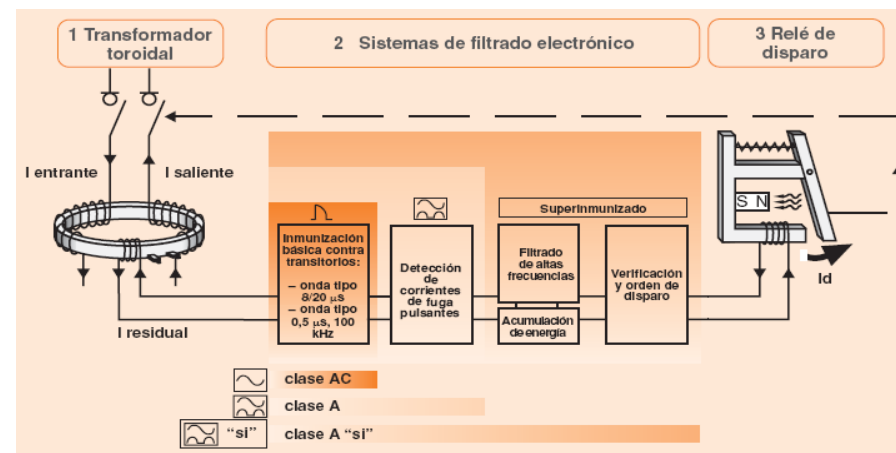 1 Transformador
toroidal
2 Sistemas de filtrado electrónico
3 Relé de
disparo
I entrante
I saliente
I residual
Inmunización
básica contra
transitorios:
– onda tipo
8/20 µs
– onda tipo
0,5 µs, 100
kHz
Detección
de
corrientes
de fuga
pulsantes
Superinmunizado
Filtrado
de altas
frecuencias
Acumulación
de energía
Verificación
y orden de
disparo
S N
Id
clase AC
clase A
"si" clase A "si"